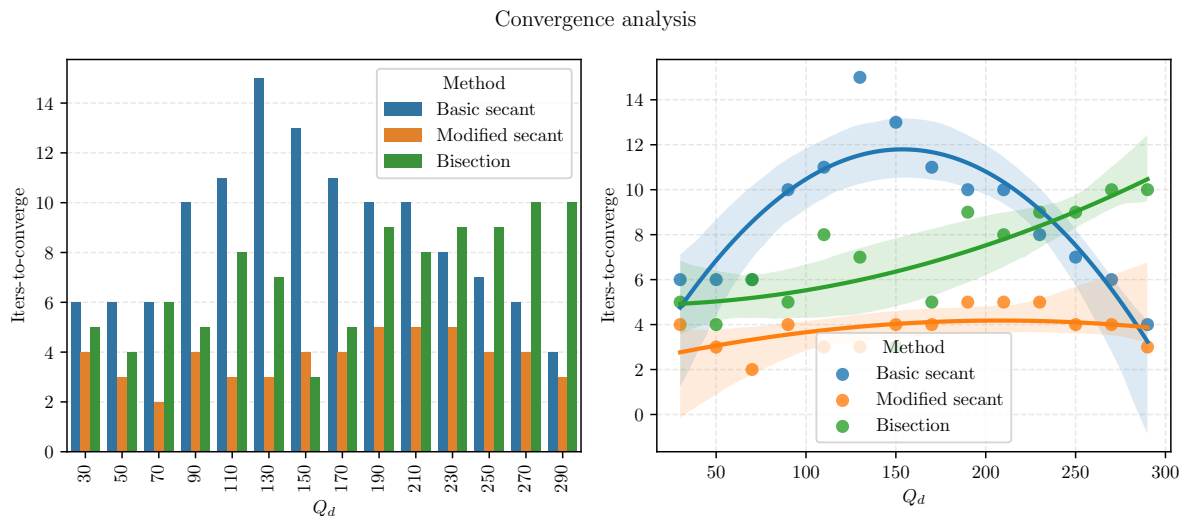 Convergence analysis
Iters-to-converge
14
12
10
8
6
4
2
0
Method
Basic secant
Modified secant
Bisection
30
50
70
90
110
130
150
170
190
210
230
250
270
290
Q_d
Iters-to-converge
14
12
10
8
6
4
2
0
Method
Basic secant
Modified secant
Bisection
50
100
150
200
250
300
Q_d